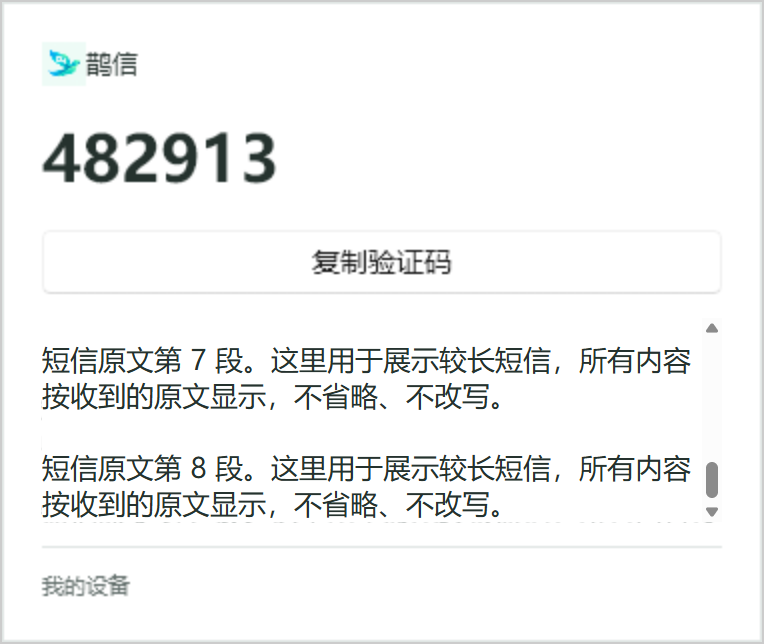 鹊信
482913
复制验证码
短信原文第 7 段。这里用于展示较长短信，所有内容
按收到的原文显示，不省略、不改写。
短信原文第 8 段。这里用于展示较长短信，所有内容
按收到的原文显示，不省略、不改写。
我的设备